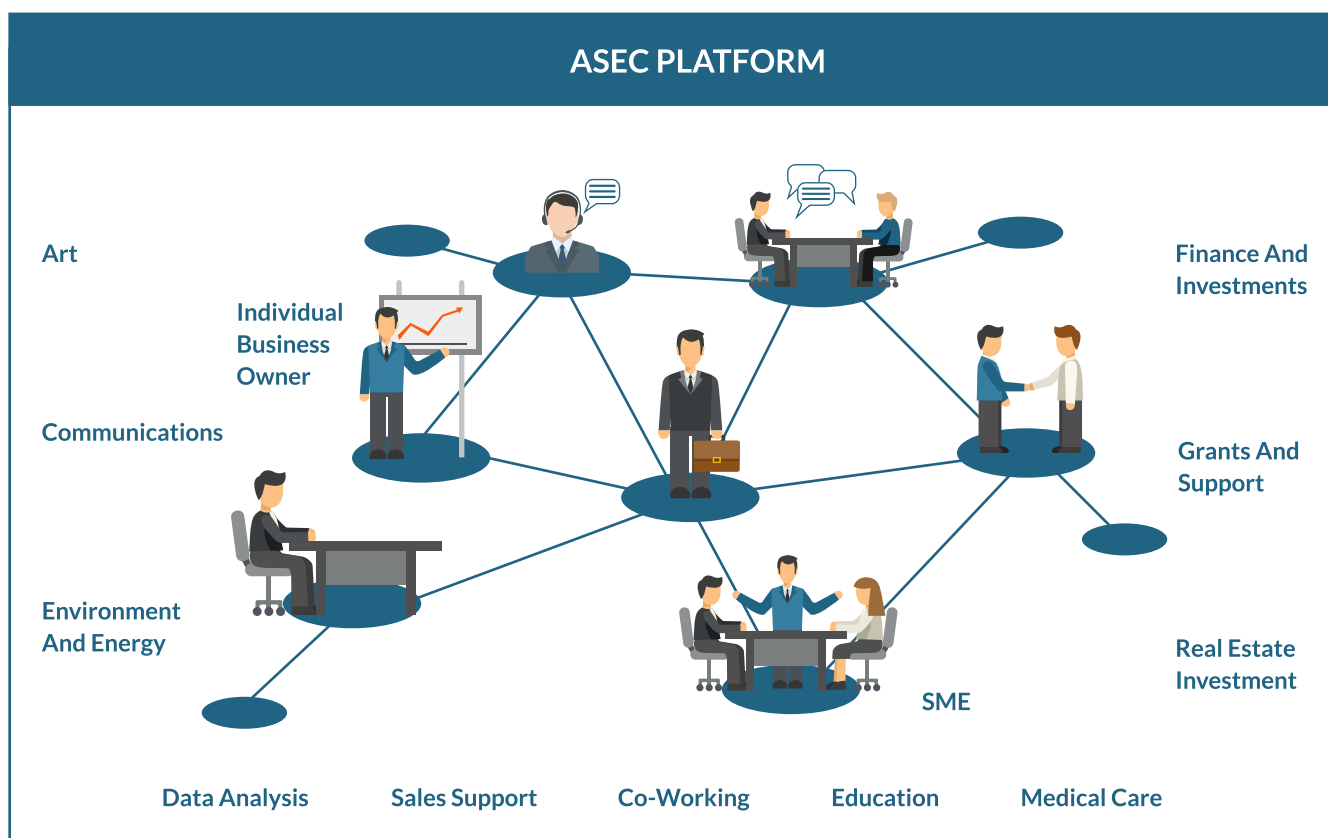 ASEC PLATFORM
Art
Finance And
Investments
Individual
Business
Owner
Communications
Grants And
Support
Environment
And Energy
Real Estate
Investment
SME
Data Analysis
Sales Support
Co-Working
Education
Medical Care